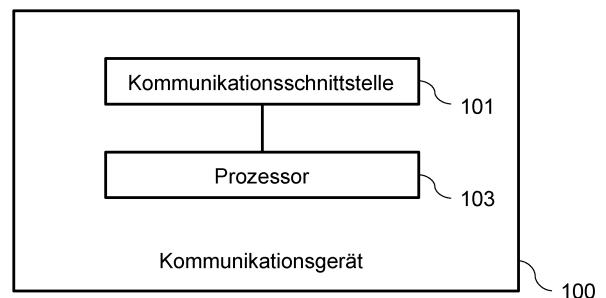 Kommunikationsschnittstelle
101
Prozessor
103
Kommunikationsgerät
100